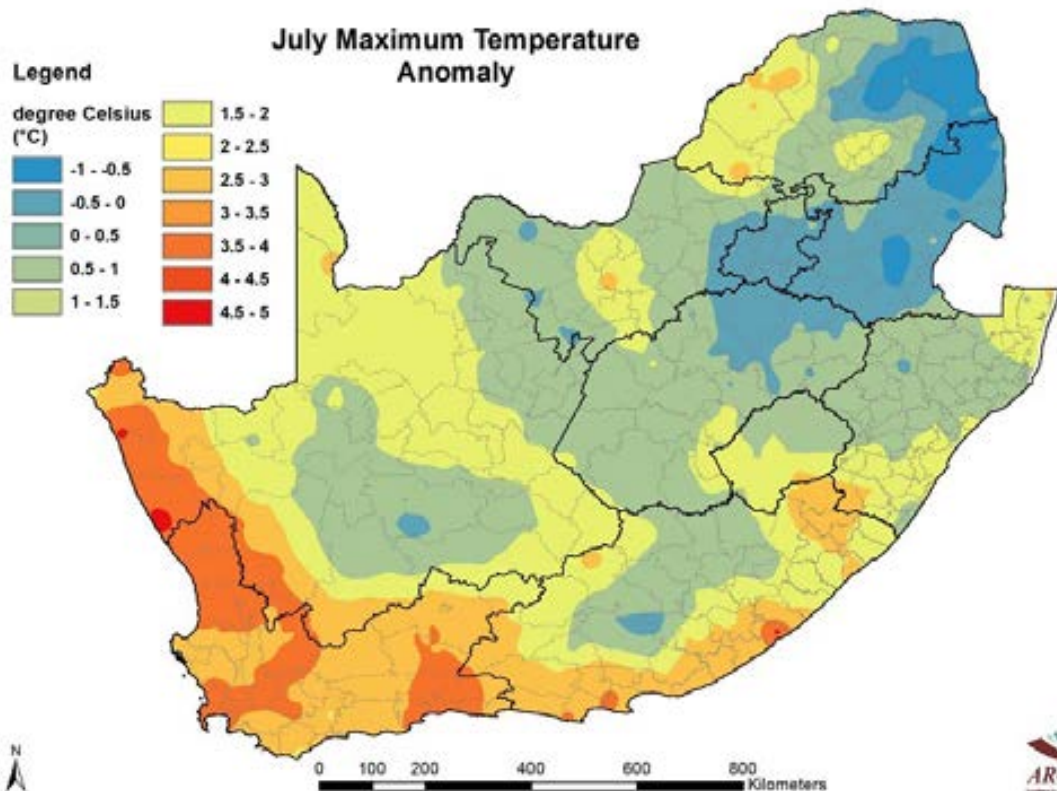 July Maximum Temperature
Anomaly
Legend
degree Celsius
(°C)
-1 - -0.5
-0.5 - 0
0 - 0.5
0.5 - 1
1 - 1.5
1.5 - 2
2 - 2.5
2.5 - 3
3 - 3.5
3.5 - 4
4 - 4.5
4.5 - 5
N
0 100 200 400 600 800
Kilometers
AR